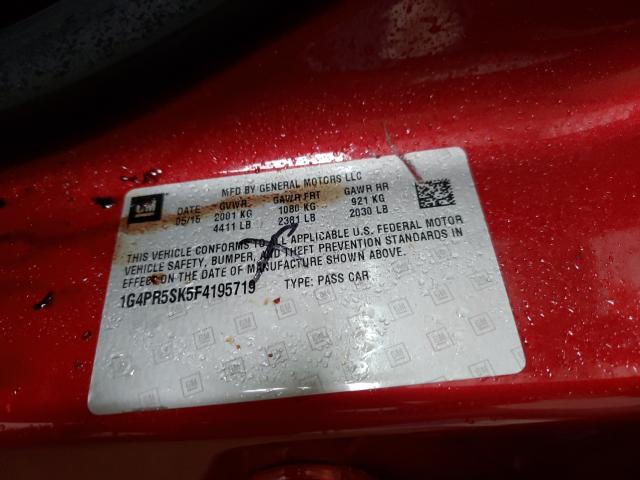 MFD BY GENERAL MOTORS LLC
GM DATE GVWR GAWR FRT GAWR RR
05/15 2001 KG 1080 KG 921 KG
4411 LB 2381 LB 2030 LB
THIS VEHICLE CONFORMS TO ALL APPLICABLE U.S. FEDERAL MOTOR
VEHICLE SAFETY, BUMPER, AND THEFT PREVENTION STANDARDS IN
EFFECT ON THE DATE OF MANUFACTURE SHOWN ABOVE.
1G4PR5SK5F4195719 TYPE: PASS CAR